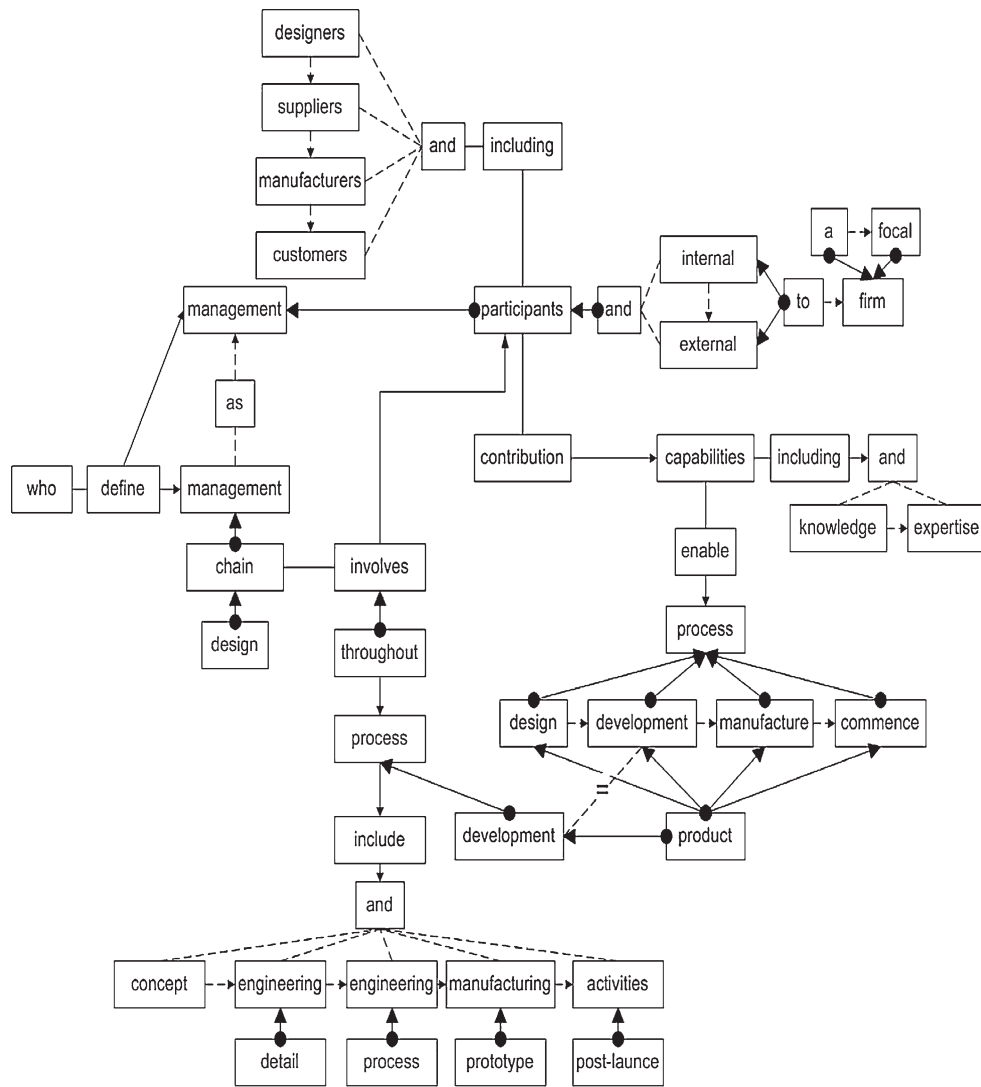 designers
suppliers
and
including
manufacturers
customers
a
focal
internal
management
participants
and
to
firm
external
as
contribution
capabilities
including
and
who
define
management
knowledge
expertise
enable
chain
involves
process
design
throughout
design
development
manufacture
commence
process
=
development
product
include
and
concept
engineering
engineering
manufacturing
activities
detail
process
prototype
post-launce